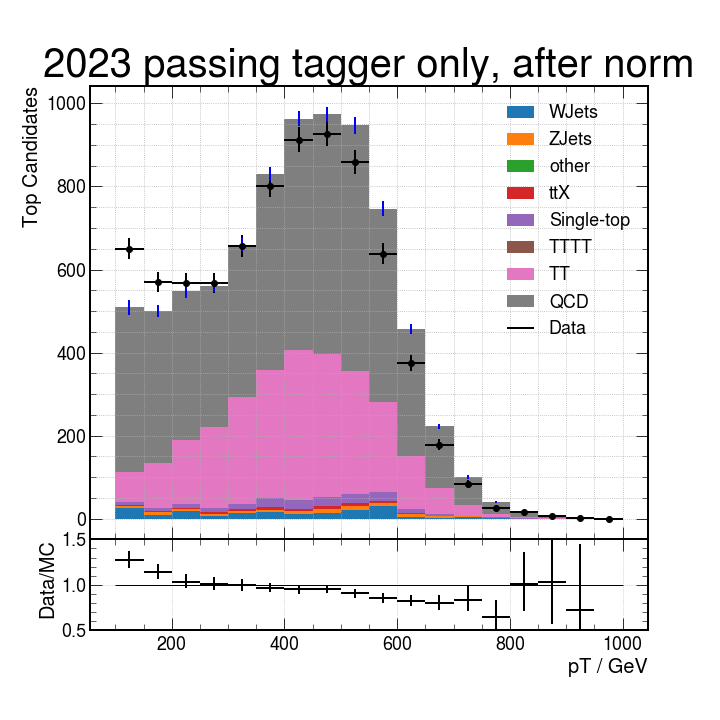 2023 passing tagger only, after norm
Top Candidates
1000
800
600
400
200
0
WJets
ZJets
other
ttX
Single-top
TTTT
TT
QCD
Data
Data/MC
1.5
1.0
0.5
200
400
600
800
1000
pT / GeV